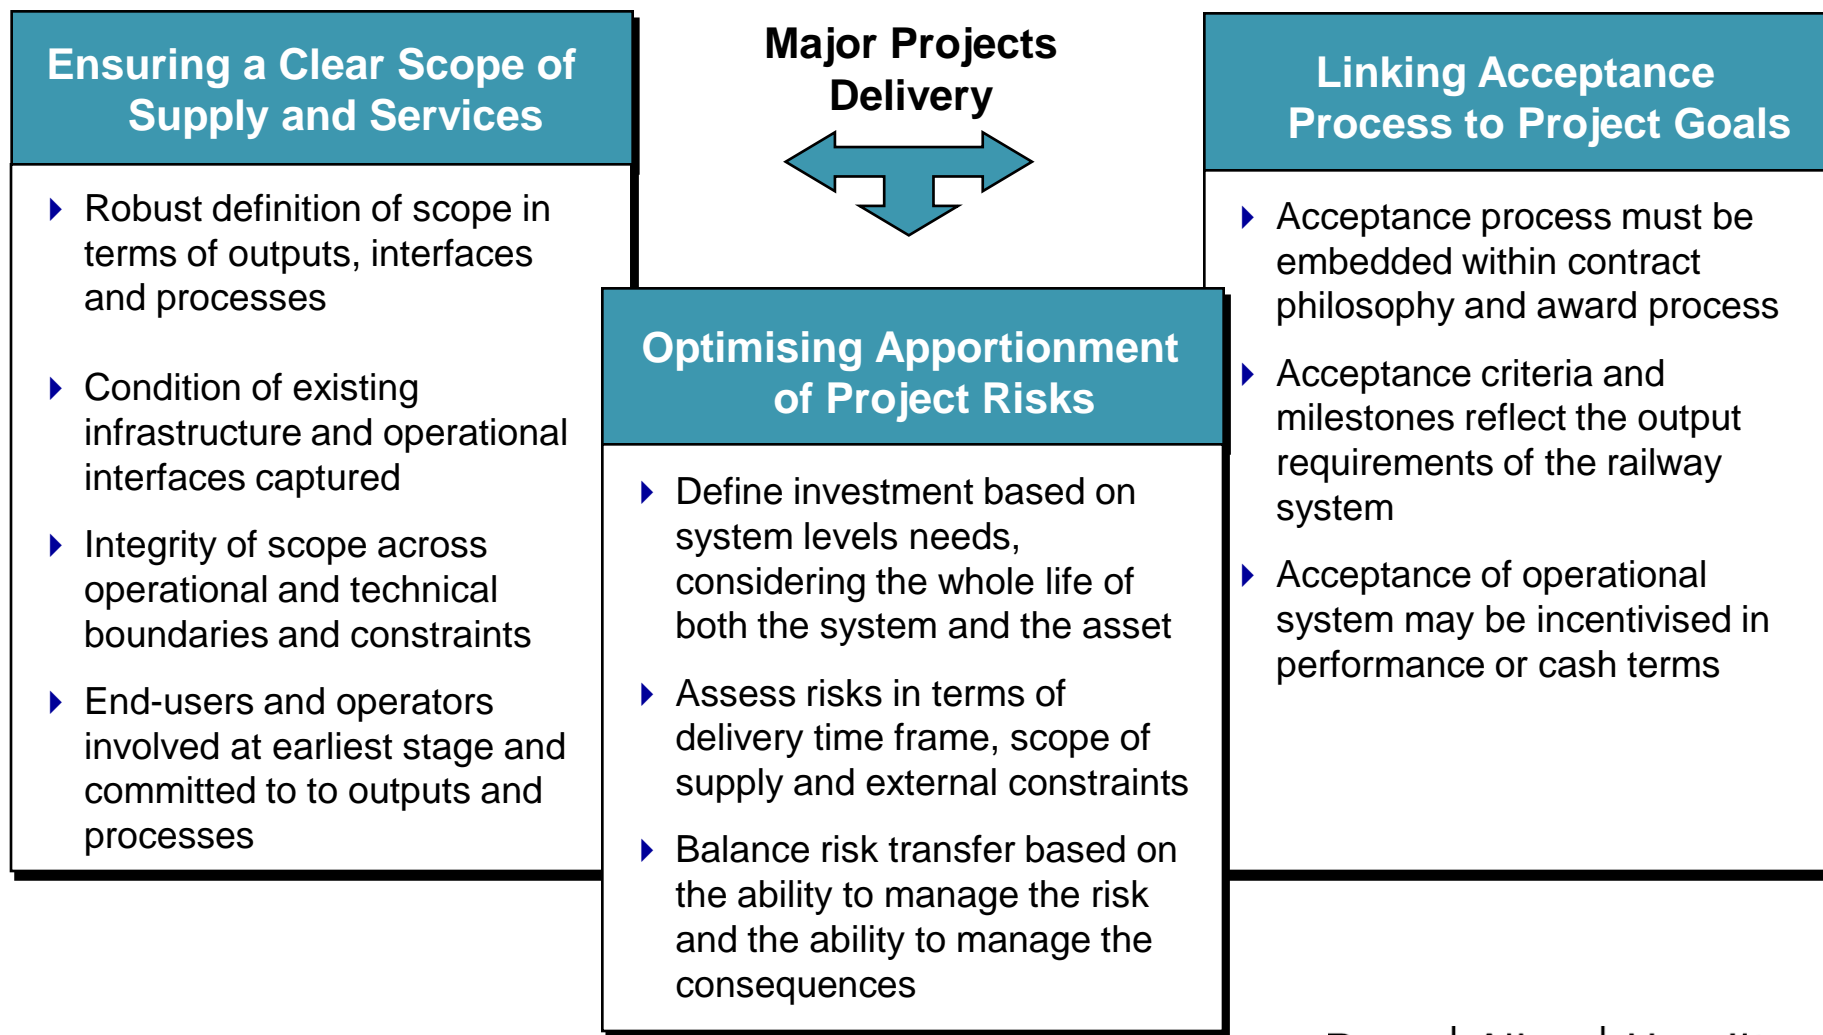 Major Projects
Delivery
Ensuring a Clear Scope of
Supply and Services
Robust definition of scope in
terms of outputs, interfaces
and processes
Condition of existing
infrastructure and operational
interfaces captured
Integrity of scope across
operational and technical
boundaries and constraints
End-users and operators
involved at earliest stage and
committed to to outputs and
processes
Optimising Apportionment
of Project Risks
Define investment based on
system levels needs,
considering the whole life of
both the system and the asset
Assess risks in terms of
delivery time frame, scope of
supply and external constraints
Balance risk transfer based on
the ability to manage the risk
and the ability to manage the
consequences
Linking Acceptance
Process to Project Goals
Acceptance process must be
embedded within contract
philosophy and award process
Acceptance criteria and
milestones reflect the output
requirements of the railway
system
Acceptance of operational
system may be incentivised in
performance or cash terms